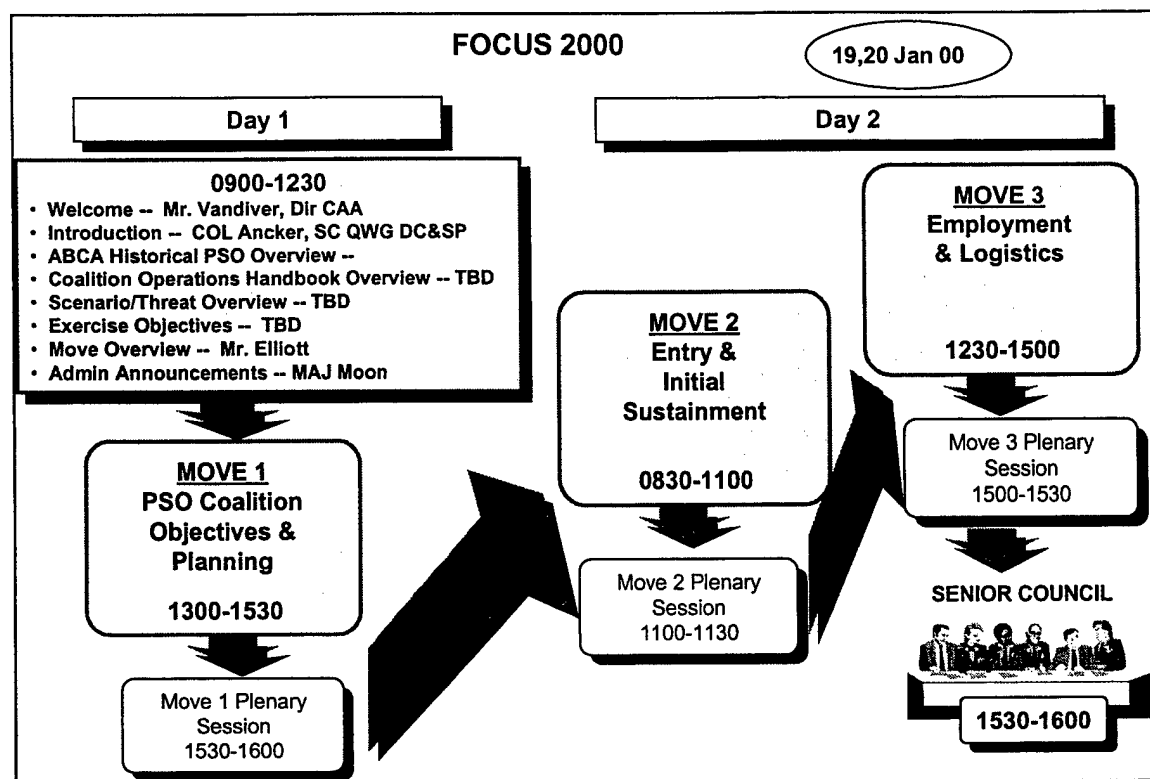 FOCUS 2000
19,20 Jan 00
Day 1
0900-1230
• Welcome -- Mr. Vandiver, Dir CAA
• Introduction -- COL Ancker, SC QWG DC&SP
• ABCA Historical PSO Overview --
• Coalition Operations Handbook Overview -- TBD
• Scenario/Threat Overview -- TBD
• Exercise Objectives -- TBD
• Move Overview -- Mr. Elliott
• Admin Announcements -- MAJ Moon
MOVE 1
PSO Coalition
Objectives &
Planning
1300-1530
Move 1 Plenary
Session
1530-1600
Day 2
MOVE 2
Entry &
Initial
Sustainment
0830-1100
Move 2 Plenary
Session
1100-1130
MOVE 3
Employment
& Logistics
1230-1500
Move 3 Plenary
Session
1500-1530
SENIOR COUNCIL
1530-1600